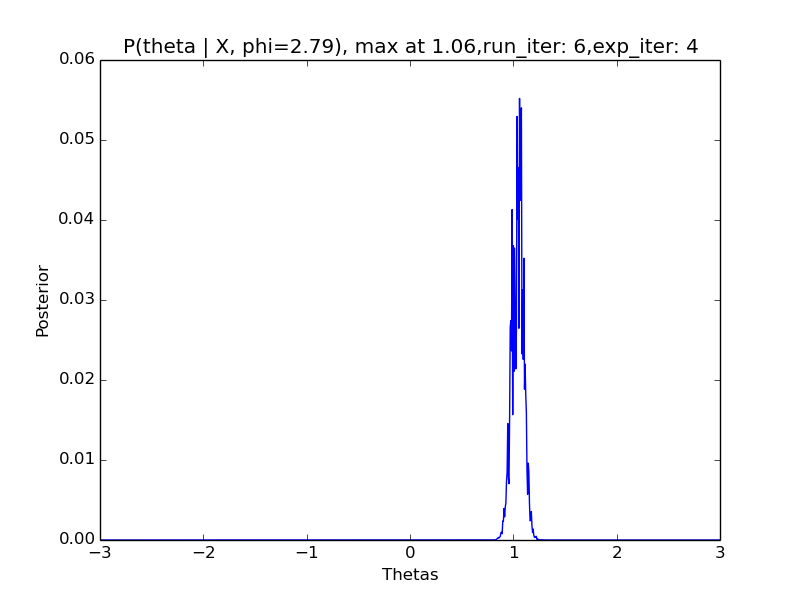 P(theta | X, phi=2.79), max at 1.06,run_iter: 6,exp_iter: 4
0.06
0.05
0.04
0.03
0.02
0.01
0.00
Posterior
−3 −2 −1 0 1 2 3
Thetas